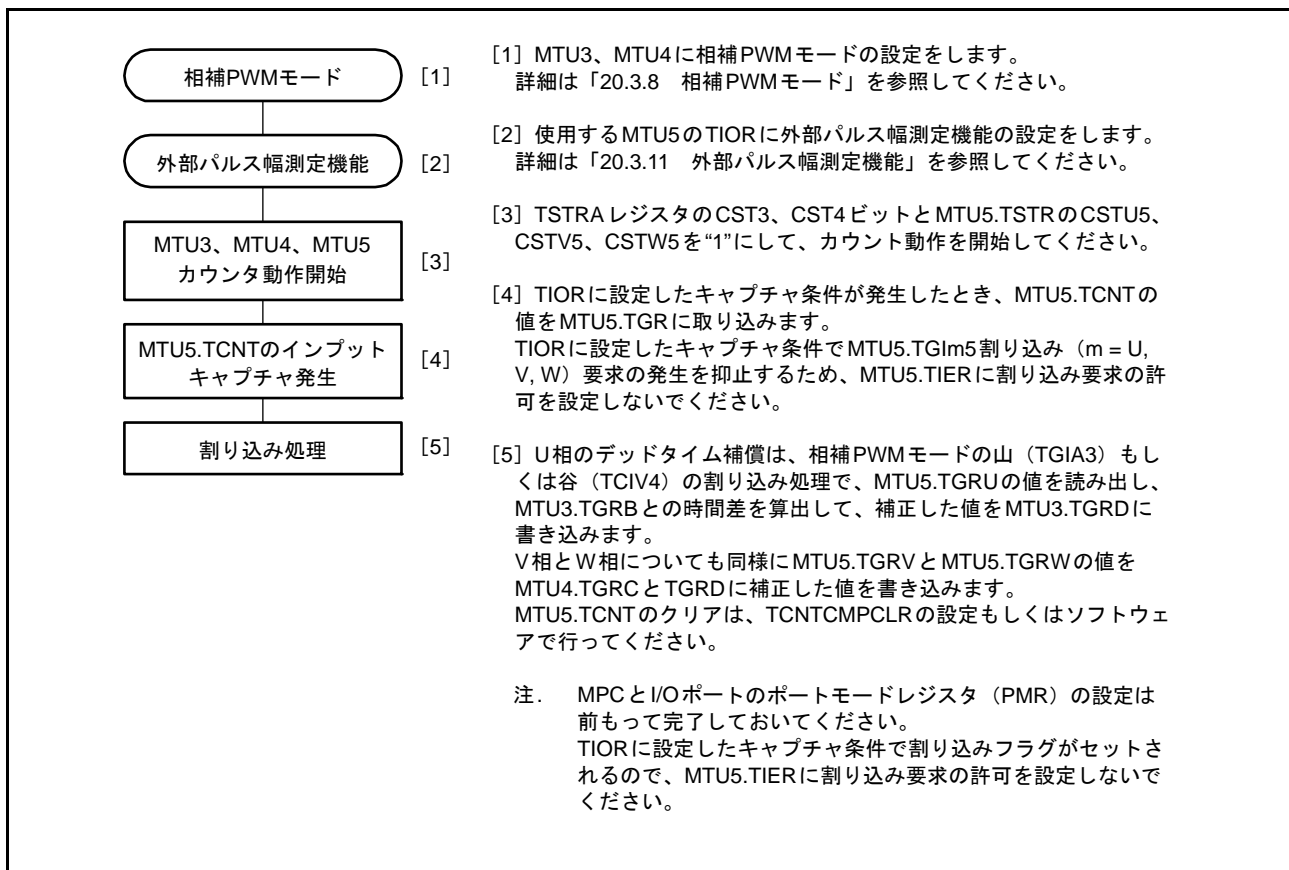 相補PWMモード
[1]
外部パルス幅測定機能
[2]
MTU3、MTU4、MTU5
カウンタ動作開始
[3]
MTU5.TCNTのインプット
キャプチャ発生
[4]
割り込み処理
[5]
[1] MTU3、MTU4に相補PWMモードの設定をします。
詳細は「20.3.8 相補PWMモード」を参照してください。
[2] 使用するMTU5のTIORに外部パルス幅測定機能の設定をします。
詳細は「20.3.11 外部パルス幅測定機能」を参照してください。
[3] TSTRAレジスタのCST3、CST4ビットとMTU5.TSTRのCSTU5、
CSTV5、CSTW5を“1”にして、カウント動作を開始してください。
[4] TIORに設定したキャプチャ条件が発生したとき、MTU5.TCNTの
値をMTU5.TGRに取り込みます。
TIORに設定したキャプチャ条件でMTU5.TGIm5割り込み（m = U,
V, W）要求の発生を抑止するため、MTU5.TIERに割り込み要求の許
可を設定しないでください。
[5] U相のデッドタイム補償は、相補PWMモードの山（TGIA3）もし
くは谷（TCIV4）の割り込み処理で、MTU5.TGRUの値を読み出し、
MTU3.TGRBとの時間差を算出して、補正した値をMTU3.TGRDに
書き込みます。
V相とW相についても同様にMTU5.TGRVとMTU5.TGRWの値を
MTU4.TGRCとTGRDに補正した値を書き込みます。
MTU5.TCNTのクリアは、TCNTCMPCLRの設定もしくはソフトウェ
アで行ってください。
注. MPCとI/Oポートのポートモードレジスタ（PMR）の設定は
前もって完了しておいてください。
TIORに設定したキャプチャ条件で割り込みフラグがセットさ
れるので、MTU5.TIERに割り込み要求の許可を設定しないで
ください。